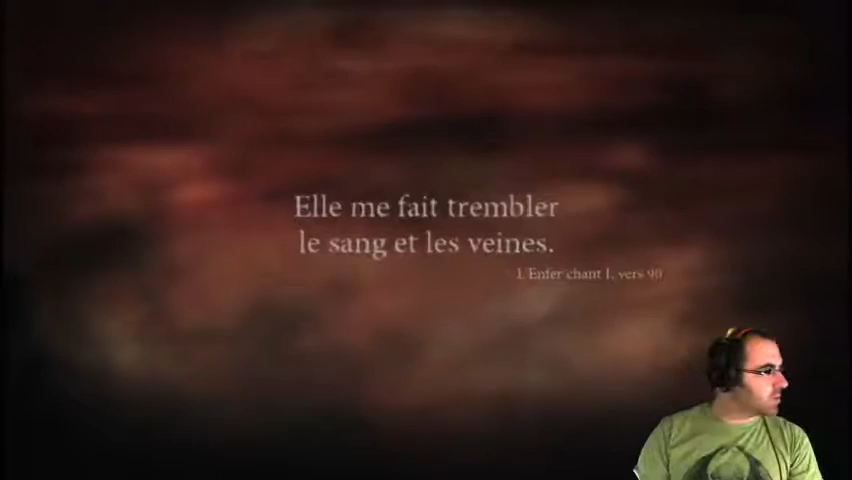 Elle me fait trembler
le sang et les veines.
L'Enfer chant I, vers 90